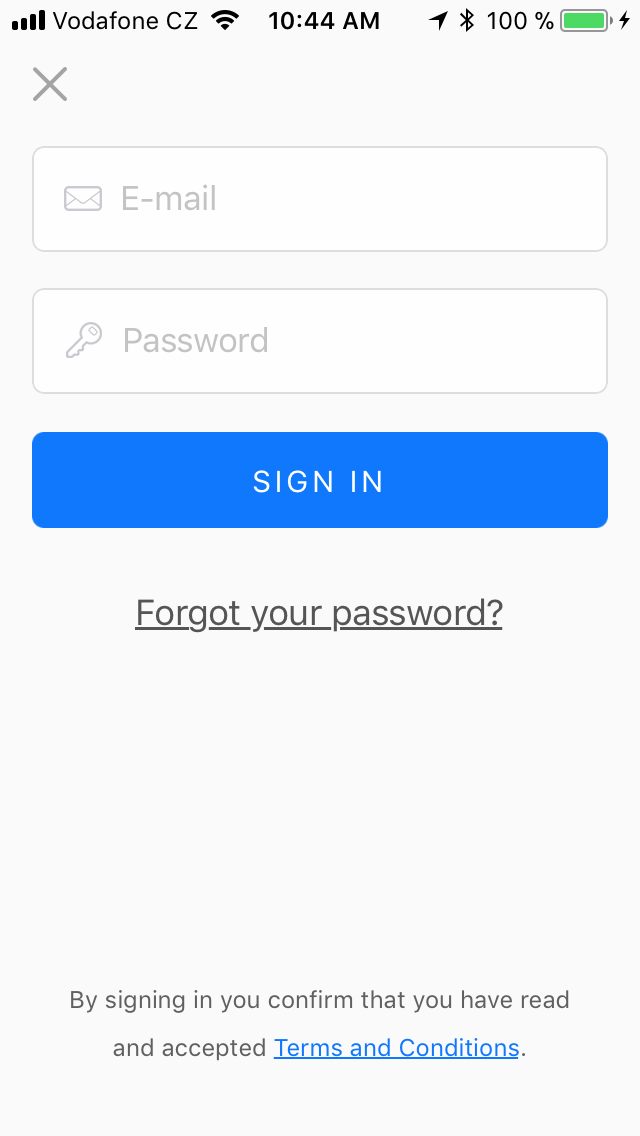 Vodafone CZ 10:44 AM 100 %
E-mail
Password
SIGN IN
Forgot your password?
By signing in you confirm that you have read
and accepted Terms and Conditions.